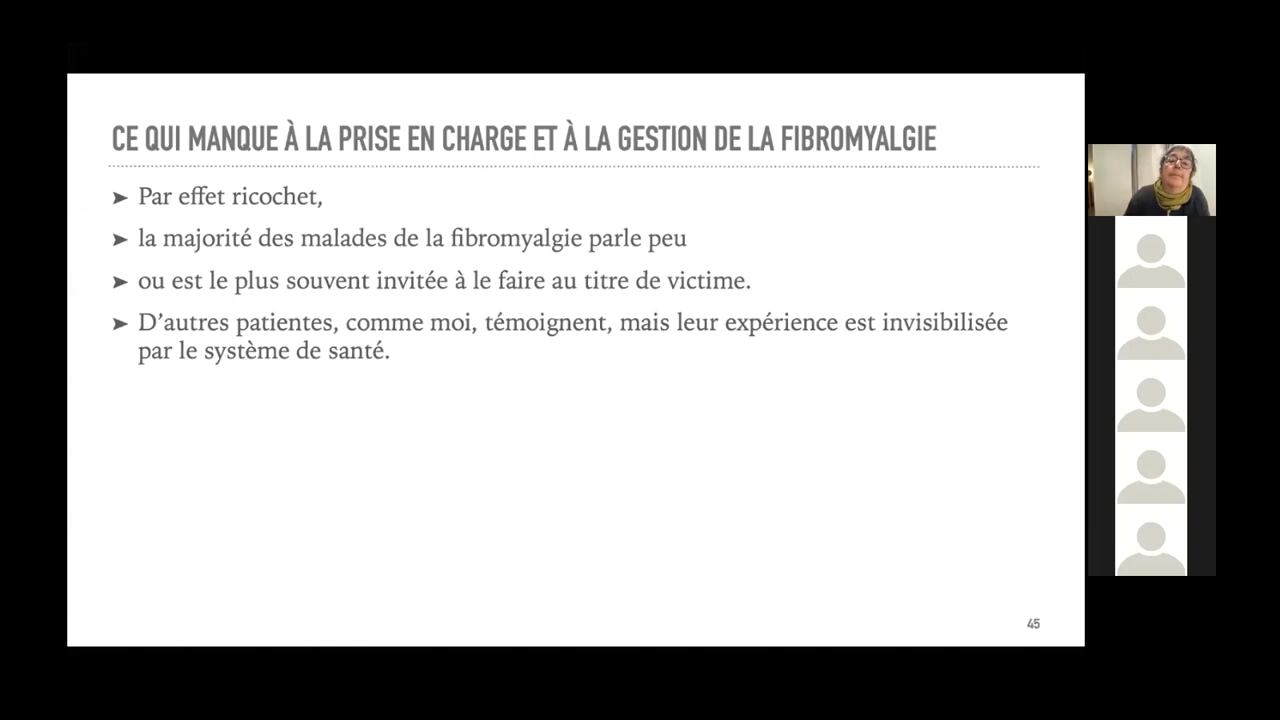 CE QUI MANQUE À LA PRISE EN CHARGE ET À LA GESTION DE LA FIBROMYALGIE
➤ Par effet ricochet,
➤ la majorité des malades de la fibromyalgie parle peu
➤ ou est le plus souvent invitée à le faire au titre de victime.
➤ D’autres patientes, comme moi, témoignent, mais leur expérience est invisibilisée
par le système de santé.
45